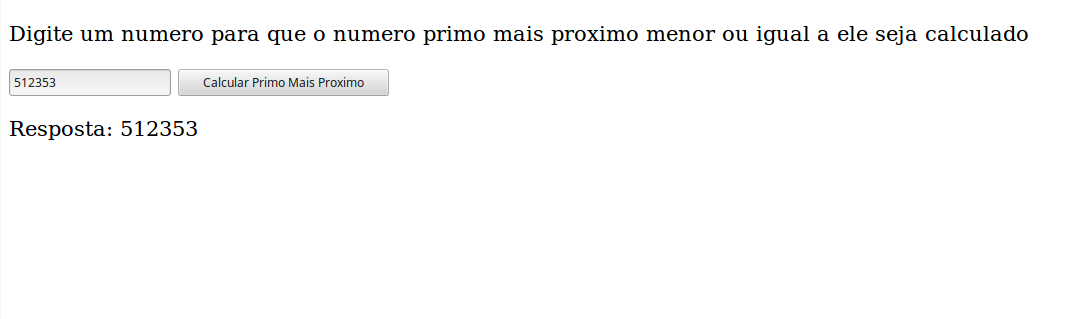 Digite um numero para que o numero primo mais proximo menor ou igual a ele seja calculado
512353 Calcular Primo Mais Proximo
Resposta: 512353